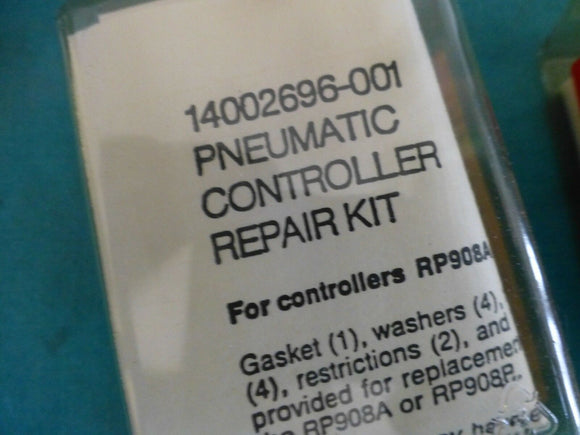 14002696-001
PNEUMATIC
CONTROLLER
REPAIR KIT
For controllers RP908A
Gasket (1), washers (4),
(4), restrictions (2), and
provided for replacemen
RP908A or RP908B.